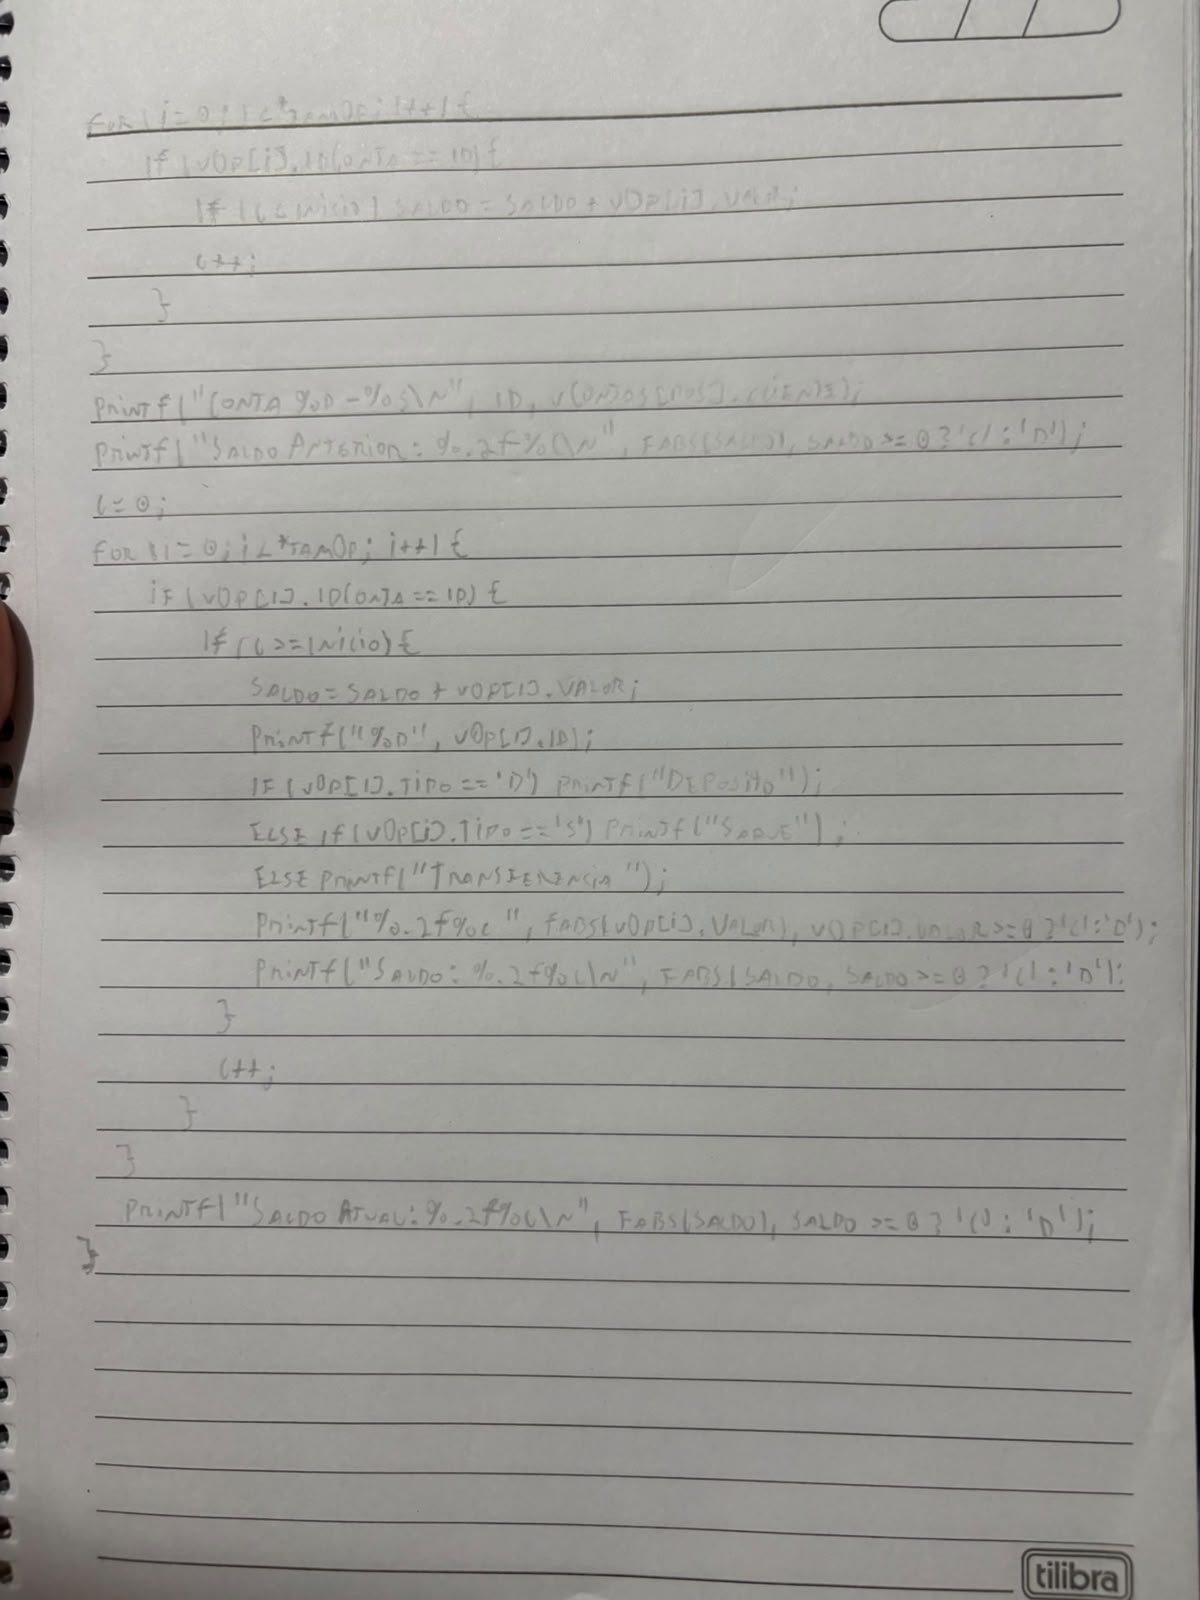 FOR (i=0; i<*TAMOP; i++) {
IF (VOP[i].IDCONTA == ID) {
IF (C < INICIO) SALDO = SALDO + VOP[i].VALOR;
C++;
}
}
PRINTF("CONTA %D - %S\N", ID, VCONTAS[POS].CLIENTE);
PRINTF("SALDO ANTERIOR: %.2F%C\N", FABS(SALDO), SALDO >= 0 ? 'C' : 'D');
C = 0;
FOR (i = 0; i < *TAMOP; i++) {
IF (VOP[I].IDCONTA == ID) {
IF (C >= INICIO) {
SALDO = SALDO + VOP[I].VALOR;
PRINTF("%D", VOP[I].ID);
IF (VOP[I].TIPO == 'D') PRINTF("DEPOSITO");
ELSE IF (VOP[i].TIPO == 'S') PRINTF("SAQUE");
ELSE PRINTF("TRANSFERENCIA");
PRINTF("%.2F%C", FABS(VOP[i].VALOR), VOP[I].VALOR >= 0 ? 'C' : 'D');
PRINTF("SALDO: %.2F%C\N", FABS(SALDO, SALDO >= 0 ? 'C' : 'D');
}
C++;
}
}
PRINTF("SALDO ATUAL: %.2F%C\N", FABS(SALDO), SALDO >= 0 ? 'C' : 'D');
}
tilibra